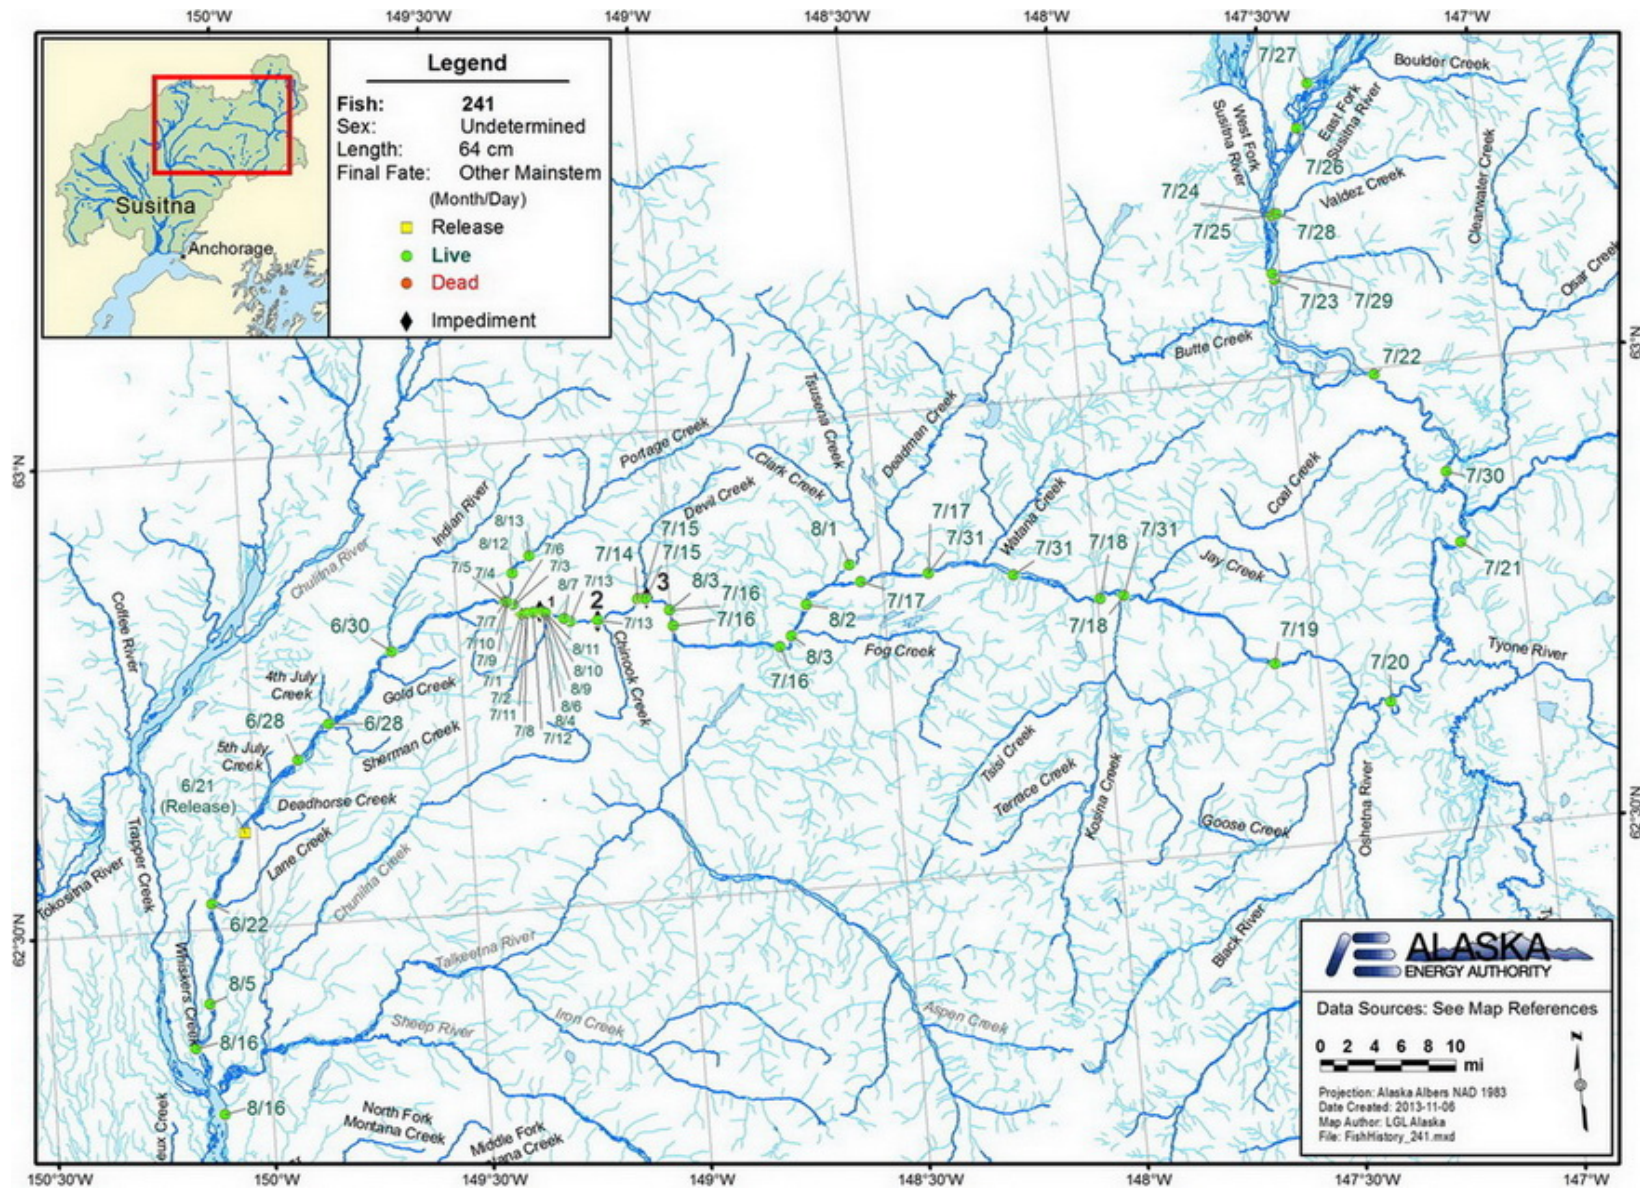 150°W
149°30'W
149°W
148°30'W
148°W
147°30'W
147°W
Legend
Fish: 241
Sex: Undetermined
Length: 64 cm
Final Fate: Other Mainstem
(Month/Day)
Release
Live
Dead
Impediment
Susitna
Anchorage
7/27
Boulder Creek
West Fork
Susitna River
East Fork
Susitna River
7/26
Valdez Creek
Clearwater Creek
7/24
7/25
7/28
Osar Creek
7/23
7/29
63°N
Butte Creek
7/22
Tsusena Creek
Deadman Creek
Portage Creek
Clark Creek
63°N
Coal Creek
7/30
Indian River
Devil Creek
Watana Creek
7/17
7/15
8/13
8/12
7/6
7/14
7/15
8/1
7/31
7/31
7/18
7/31
7/21
Chulitna River
7/5
7/4
7/3
8/7
7/13
3
8/3
7/16
Jay Creek
Coffee River
1
2
7/17
6/30
7/7
7/13
7/16
8/2
7/18
7/10
8/11
Chinook Creek
8/3
Fog Creek
7/19
Tyone River
7/9
8/10
7/16
4th July
Creek
Gold Creek
7/1
8/9
7/20
7/2
8/6
7/11
8/4
6/28
6/28
7/8
7/12
5th July
Creek
Sherman Creek
Tsisi Creek
6/21
(Release)
Deadhorse Creek
Terrace Creek
Kosina Creek
Oshetna River
62°30'N
Goose Creek
Trapper Creek
Lane Creek
Tokositna River
Chunilna Creek
6/22
62°30'N
Whiskers Creek
Talkeetna River
Black River
8/5
Sheep River
Iron Creek
Aspen Creek
8/16
8/16
North Fork
Montana Creek
Middle Fork
tana Creek
eux Creek
ALASKA
ENERGY AUTHORITY
Data Sources: See Map References
0 2 4 6 8 10
mi
N
Projection: Alaska Albers NAD 1983
Date Created: 2013-11-06
Map Author: LGL Alaska
File: FishHistory_241.mxd
150°30'W
150°W
149°30'W
149°W
148°30'W
148°W
147°30'W
147°W